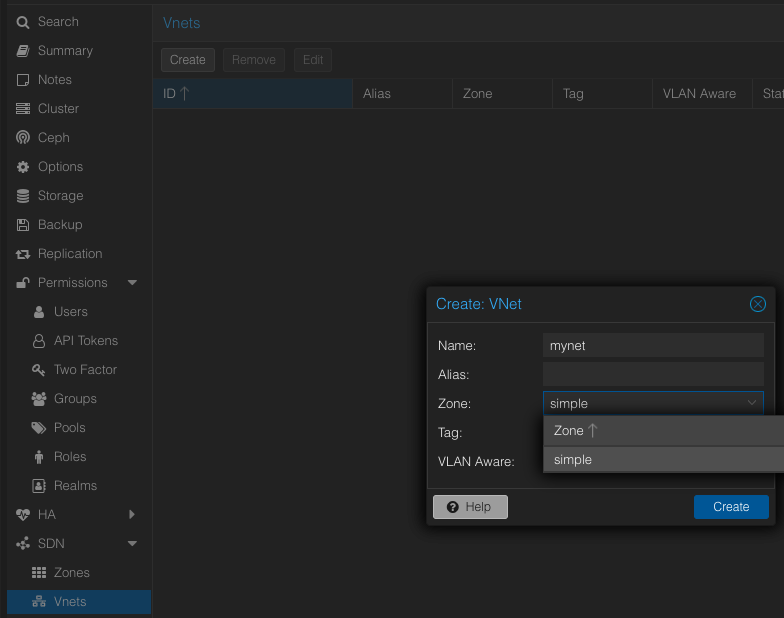 Search
Summary
Notes
Cluster
Ceph
Options
Storage
Backup
Replication
Permissions
Users
API Tokens
Two Factor
Groups
Pools
Roles
Realms
HA
SDN
Zones
Vnets
Vnets
Create Remove Edit
ID ↑ Alias Zone Tag VLAN Aware Stat
Create: VNet
Name: mynet
Alias:
Zone: simple
Tag:
VLAN Aware:
Zone ↑
simple
Help Create